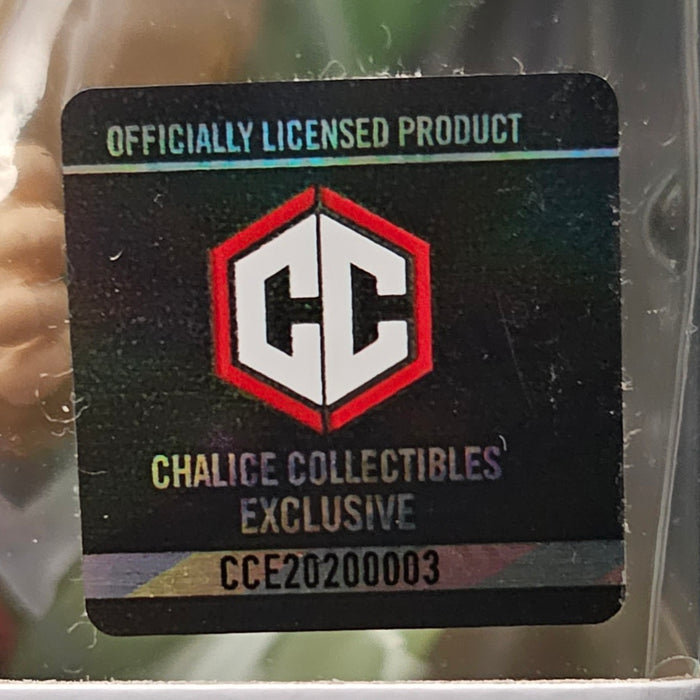 OFFICIALLY LICENSED PRODUCT
CC
CHALICE COLLECTIBLES
EXCLUSIVE
CCE20200003